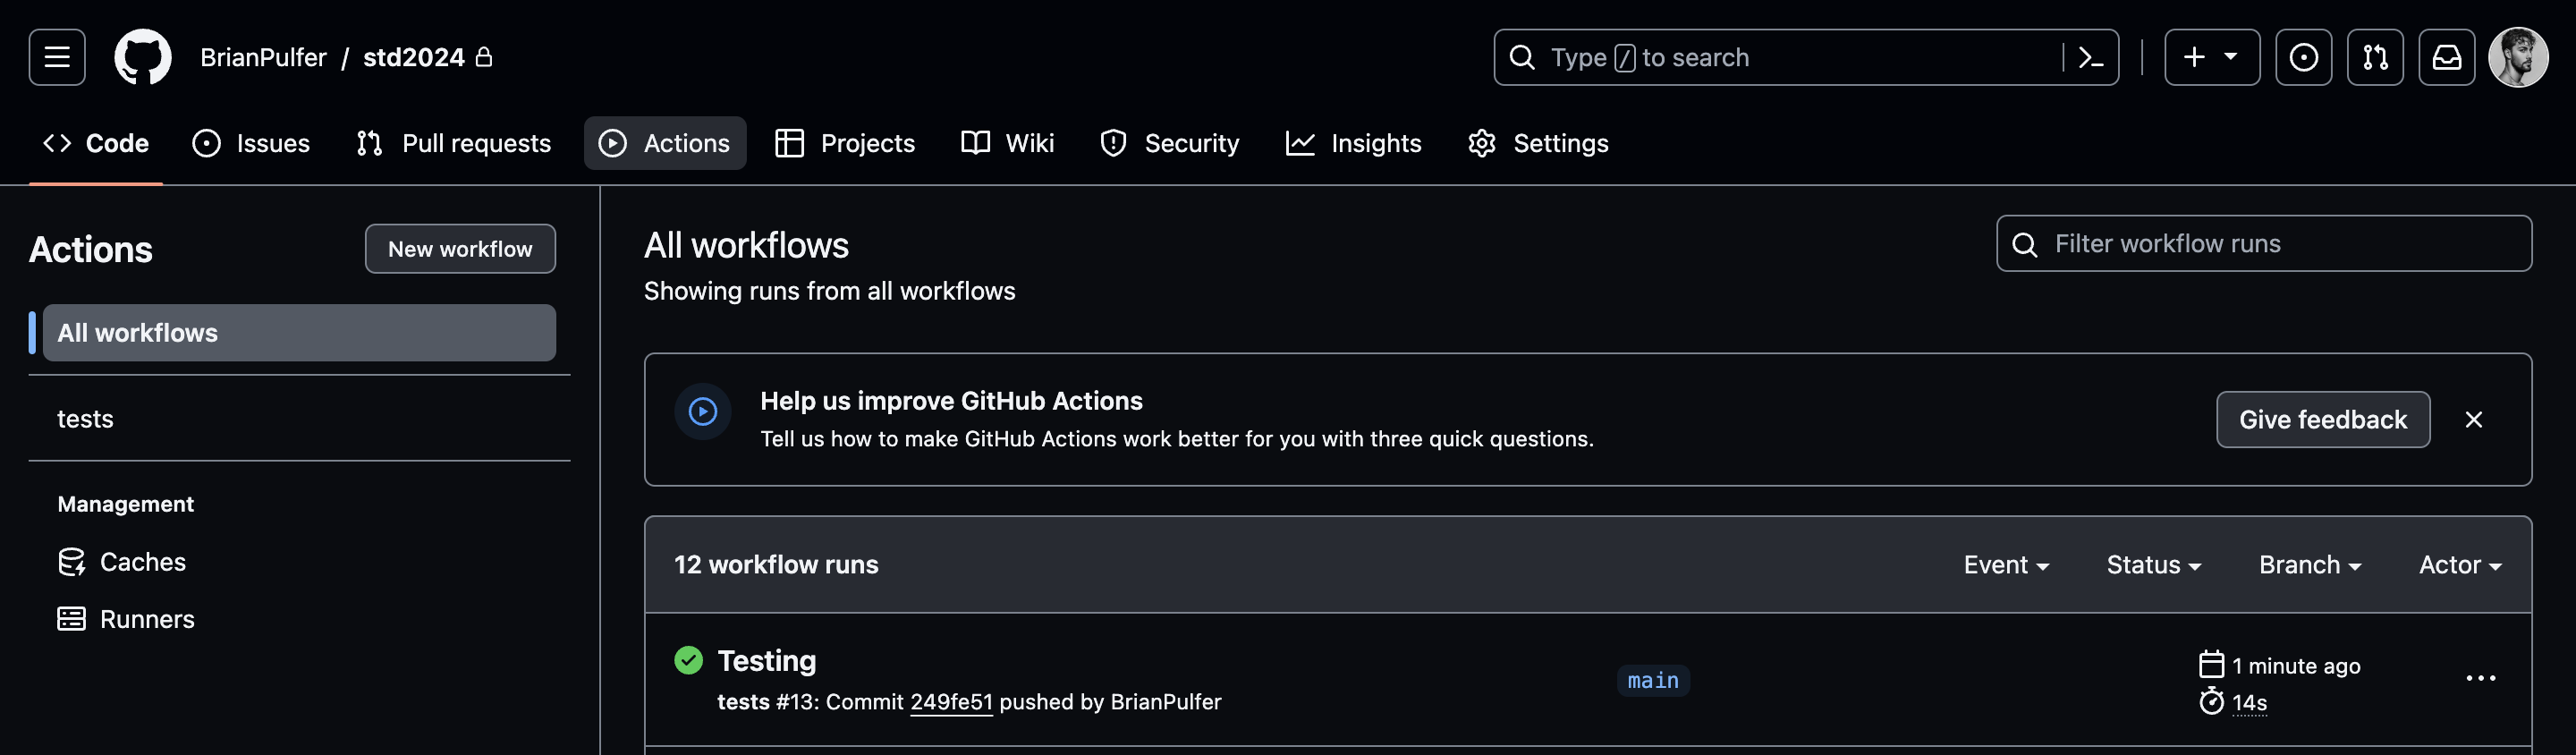 BrianPulfer / std2024
Type / to search
Code Issues Pull requests Actions Projects Wiki Security Insights Settings
Actions
New workflow
All workflows
tests
Management
Caches
Runners
All workflows
Showing runs from all workflows
Filter workflow runs
Help us improve GitHub Actions
Tell us how to make GitHub Actions work better for you with three quick questions.
Give feedback
12 workflow runs
Event Status Branch Actor
Testing
tests #13: Commit 249fe51 pushed by BrianPulfer
main
1 minute ago
14s